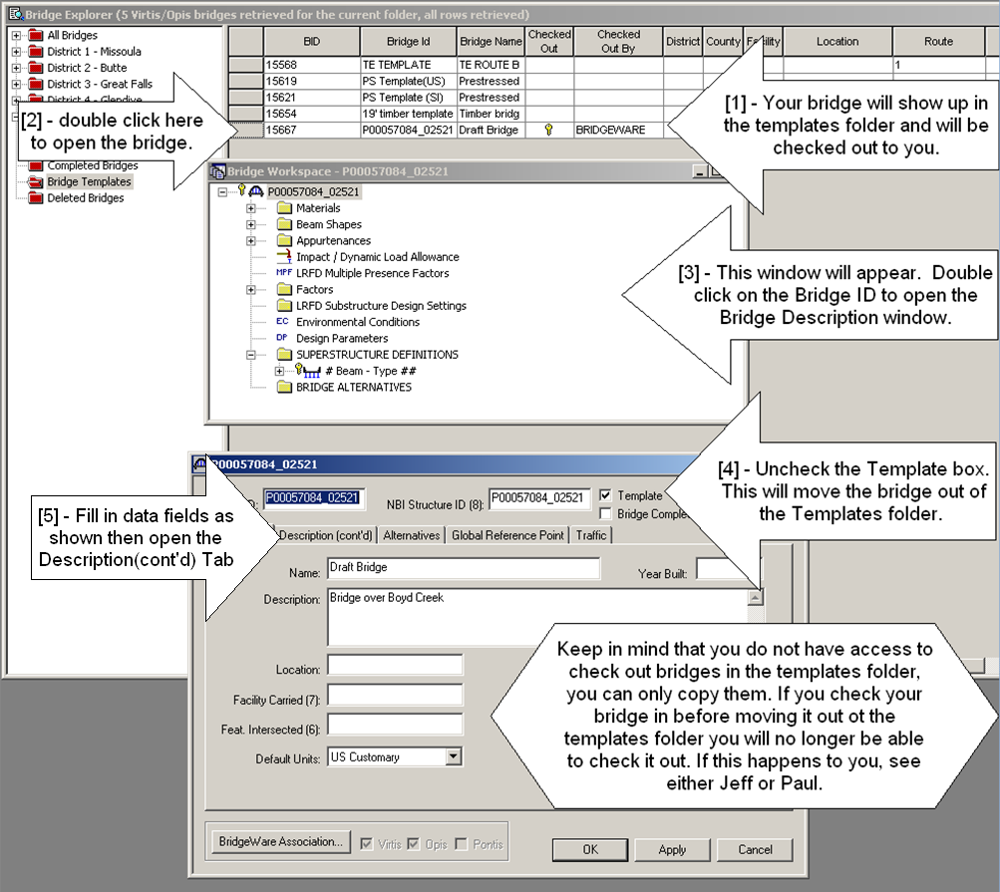 Bridge Explorer (5 Virtis/Opis bridges retrieved for the current folder, all rows retrieved)
All Bridges
District 1 - Missoula
District 2 - Butte
District 3 - Great Falls
District 4 - Glendive
Completed Bridges
Bridge Templates
Deleted Bridges
BID Bridge Id Bridge Name Checked Out Checked Out By District County Facility Location Route
15568 TE TEMPLATE TE ROUTE B 1
15619 PS Template(US) Prestressed
15621 PS Template (SI) Prestressed
15654 19' timber template Timber bridg
15667 P00057084_02521 Draft Bridge BRIDGEWARE
[1] - Your bridge will show up in
the templates folder and will be
checked out to you.
[2] - double click here
to open the bridge.
Bridge Workspace - P00057084_02521
P00057084_02521
Materials
Beam Shapes
Appurtenances
Impact / Dynamic Load Allowance
MPF LRFD Multiple Presence Factors
Factors
LRFD Substructure Design Settings
EC Environmental Conditions
DP Design Parameters
SUPERSTRUCTURE DEFINITIONS
# Beam - Type ##
BRIDGE ALTERNATIVES
[3] - This window will appear. Double
click on the Bridge ID to open the
Bridge Description window.
P00057084_02521
P00057084_02521 NBI Structure ID (8): P00057084_02521 Template
Bridge Comple
[4] - Uncheck the Template box.
This will move the bridge out of
the Templates folder.
[5] - Fill in data fields as
shown then open the
Description(cont'd) Tab
Description (cont'd) Alternatives Global Reference Point Traffic
Name: Draft Bridge Year Built:
Description: Bridge over Boyd Creek
Location:
Facility Carried (7):
Feat. Intersected (6):
Default Units: US Customary
Keep in mind that you do not have access to
check out bridges in the templates folder,
you can only copy them. If you check your
bridge in before moving it out ot the
templates folder you will no longer be able
to check it out. If this happens to you, see
either Jeff or Paul.
BridgeWare Association... Virtis Opis Pontis
OK Apply Cancel